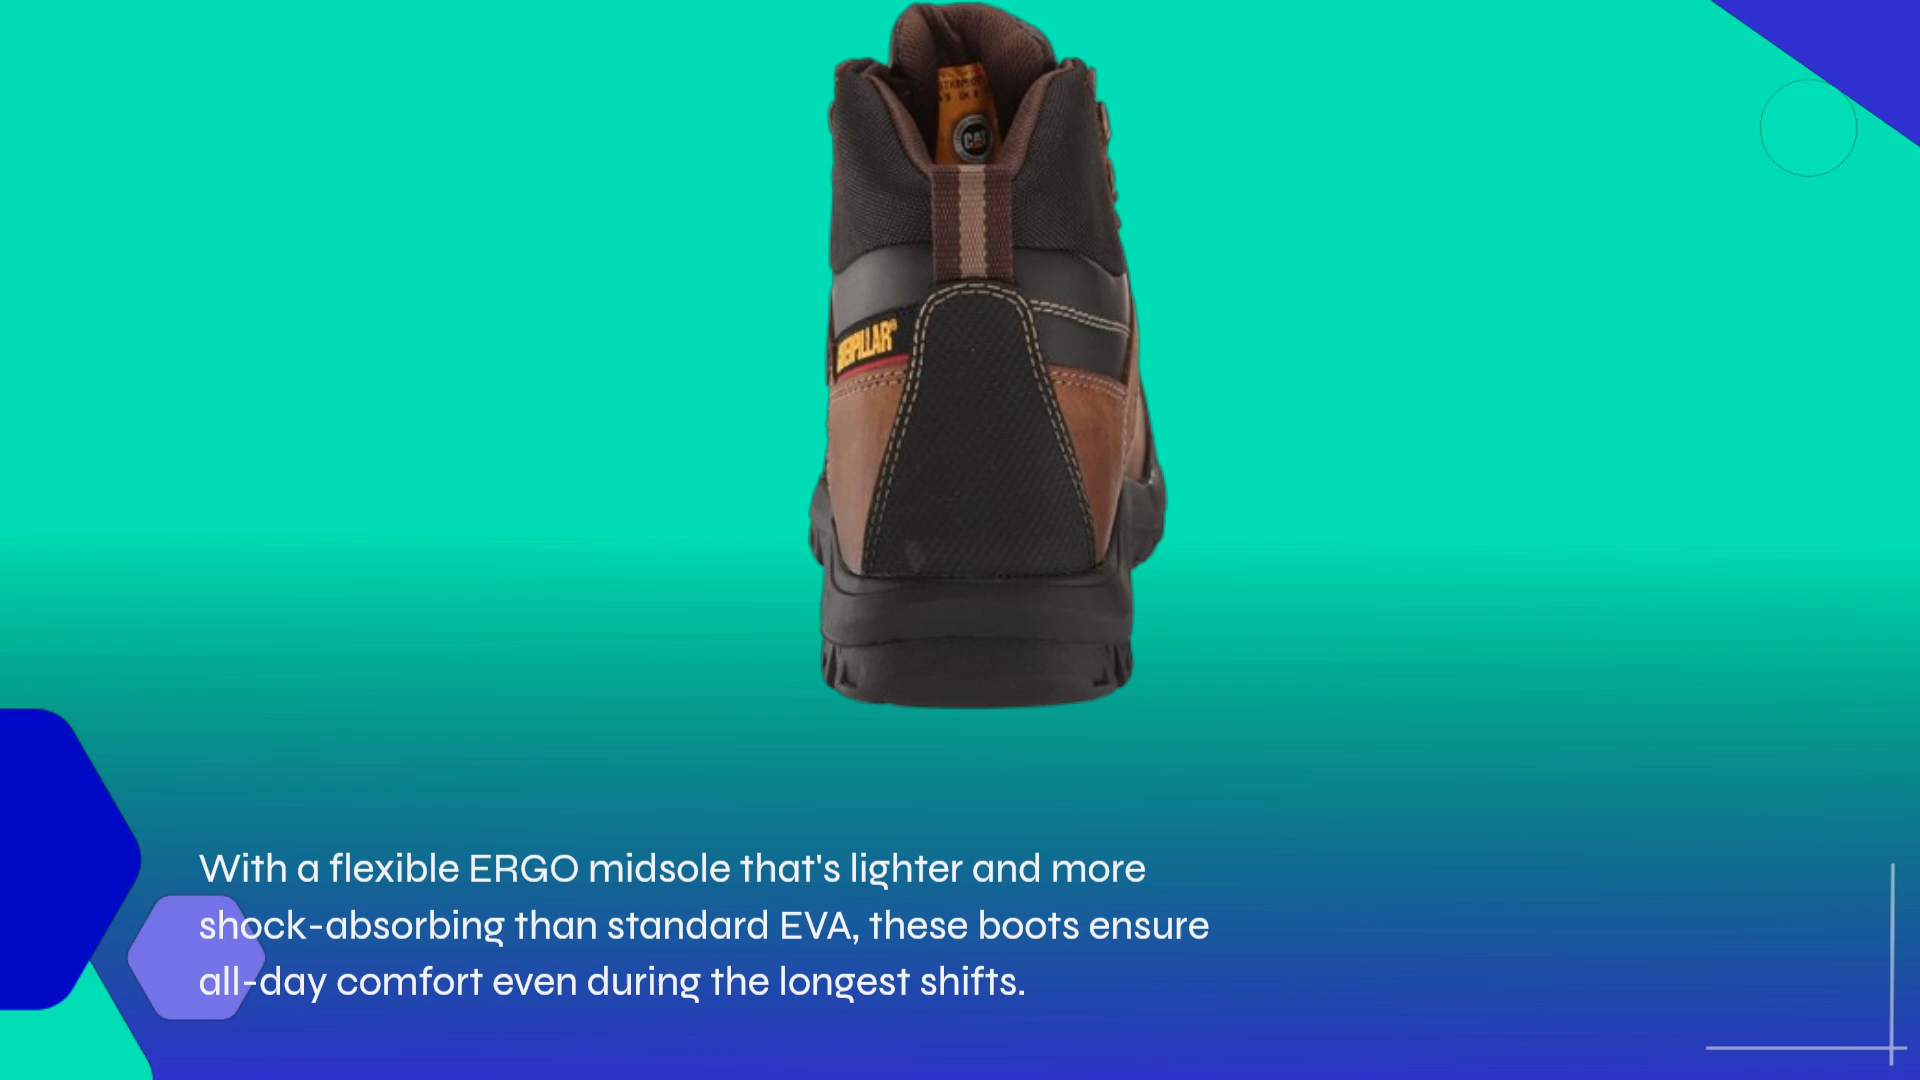 CAT
With a flexible ERGO midsole that's lighter and more
shock-absorbing than standard EVA, these boots ensure
all-day comfort even during the longest shifts.